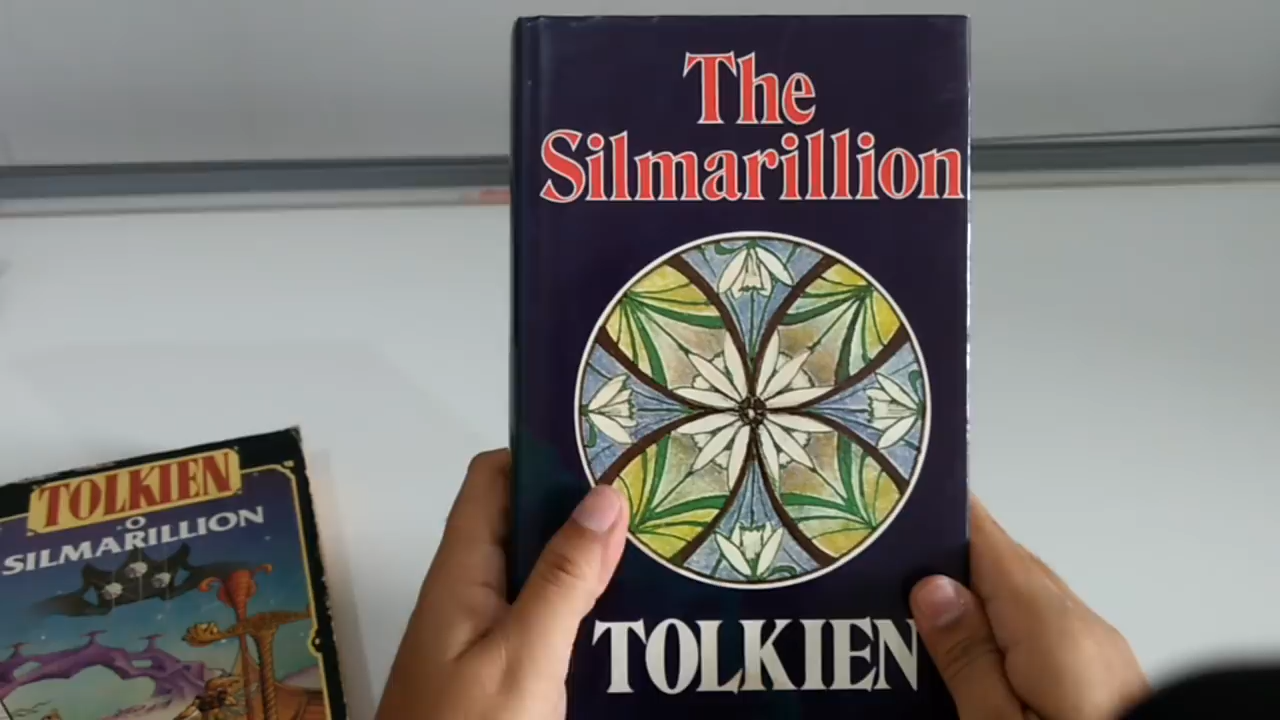 The
Silmarillion
TOLKIEN
TOLKIEN
O
SILMARILLION